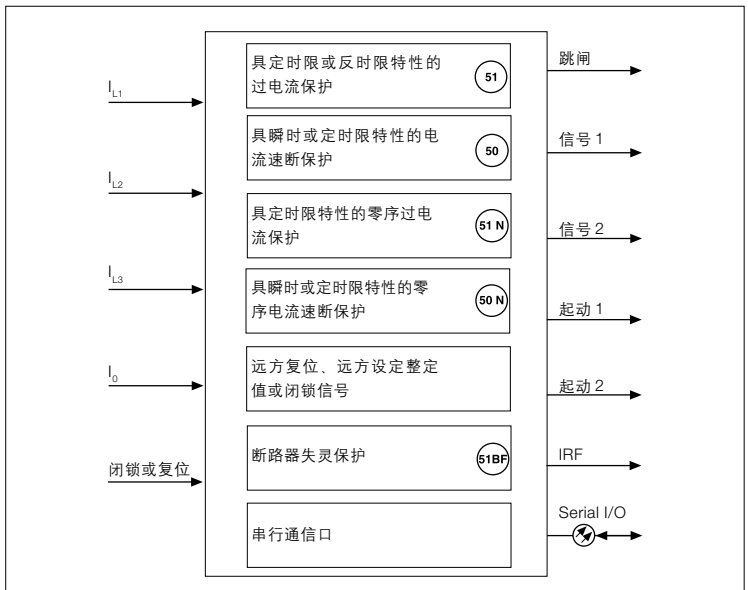 I L1
I L2
I L3
I 0
闭锁或复位
具定时限或反时限特性的
过电流保护
51
具瞬时或定时限特性的电
流速断保护
50
具定时限特性的零序过电
流保护
51 N
具瞬时或定时限特性的零
序电流速断保护
50 N
远方复位、远方设定整定
值或闭锁信号
断路器失灵保护
51BF
串行通信口
跳闸
信号 1
信号 2
起动 1
起动 2
IRF
Serial I/O